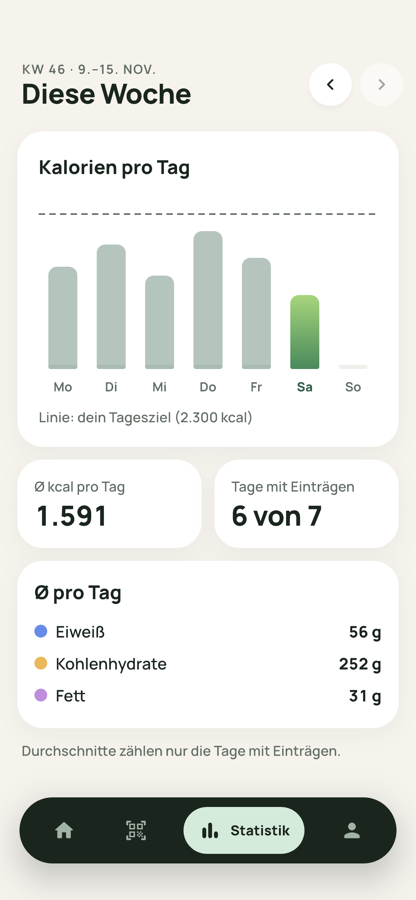 KW 46 · 9.–15. NOV.
Diese Woche
Kalorien pro Tag
Mo Di Mi Do Fr Sa So
Linie: dein Tagesziel (2.300 kcal)
Ø kcal pro Tag
1.591
Tage mit Einträgen
6 von 7
Ø pro Tag
Eiweiß 56 g
Kohlenhydrate 252 g
Fett 31 g
Durchschnitte zählen nur die Tage mit Einträgen.
Statistik